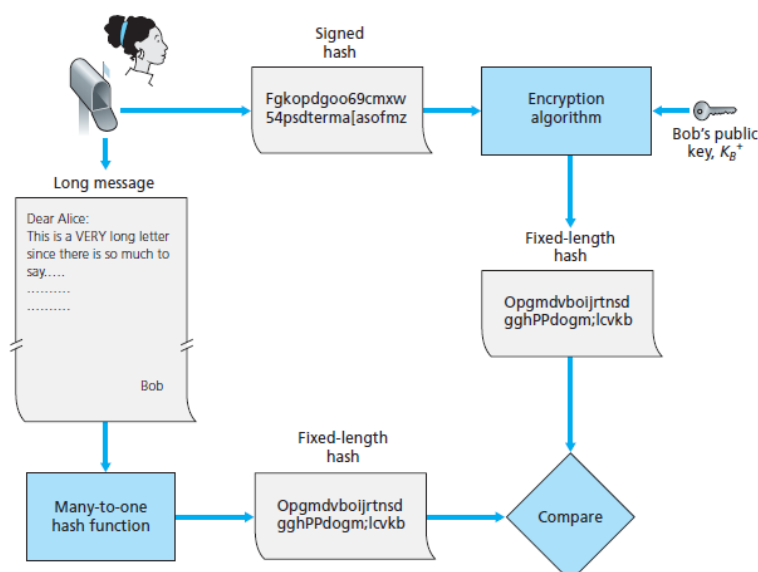 Signed
hash
Fgkopdgoo69cmxw
54psdterma[asofmz
Encryption
algorithm
Bob's public
key, K_B^+
Long message
Dear Alice:
This is a VERY long letter
since there is so much to
say.....
..........
..........
Bob
Fixed-length
hash
Opgmdvboijrtnsd
gghPPdogm;lcvkb
Many-to-one
hash function
Fixed-length
hash
Opgmdvboijrtnsd
gghPPdogm;lcvkb
Compare